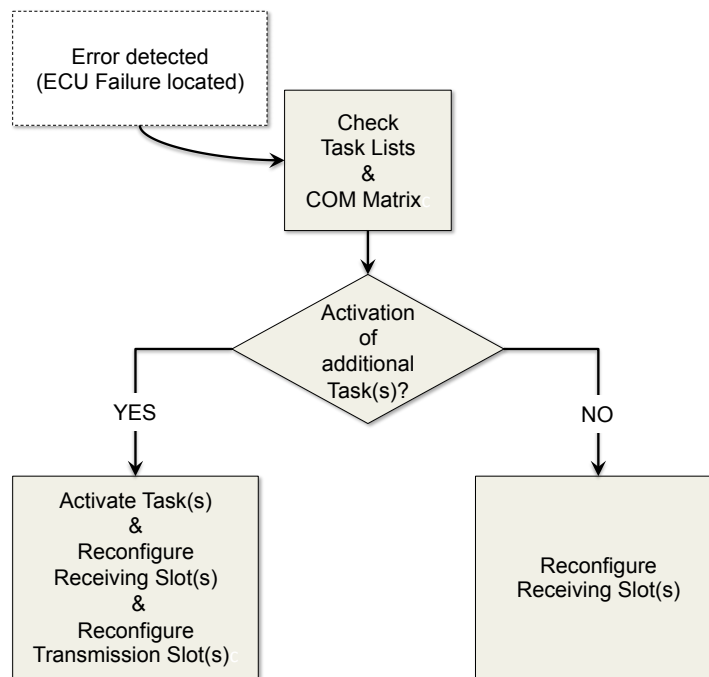 Error detected
(ECU Failure located)
Check
Task Lists
&
COM Matrix
Activation
of
additional
Task(s)?
YES
NO
Activate Task(s)
&
Reconfigure
Receiving Slot(s)
&
Reconfigure
Transmission Slot(s)
Reconfigure
Receiving Slot(s)